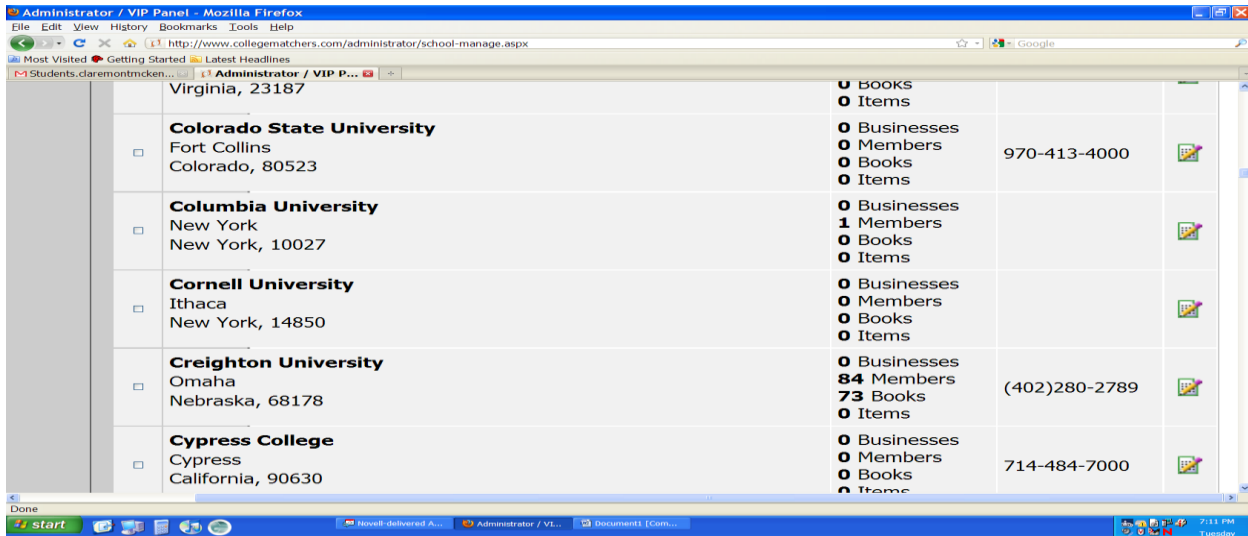 Administrator / VIP Panel - Mozilla Firefox
File Edit View History Bookmarks Tools Help
http://www.collegematchers.com/administrator/school-manage.aspx
Google
Most Visited Getting Started Latest Headlines
Students.claremontmcken...
Administrator / VIP P...
Virginia, 23187
0 Books
0 Items
Colorado State University
Fort Collins
Colorado, 80523
0 Businesses
0 Members
0 Books
0 Items
970-413-4000
Columbia University
New York
New York, 10027
0 Businesses
1 Members
0 Books
0 Items
Cornell University
Ithaca
New York, 14850
0 Businesses
0 Members
0 Books
0 Items
Creighton University
Omaha
Nebraska, 68178
0 Businesses
84 Members
73 Books
0 Items
(402)280-2789
Cypress College
Cypress
California, 90630
0 Businesses
0 Members
0 Books
0 Items
714-484-7000
Done
start
Novell-delivered A...
Administrator / VI...
Document1 [Com...
7:11 PM
Tuesday